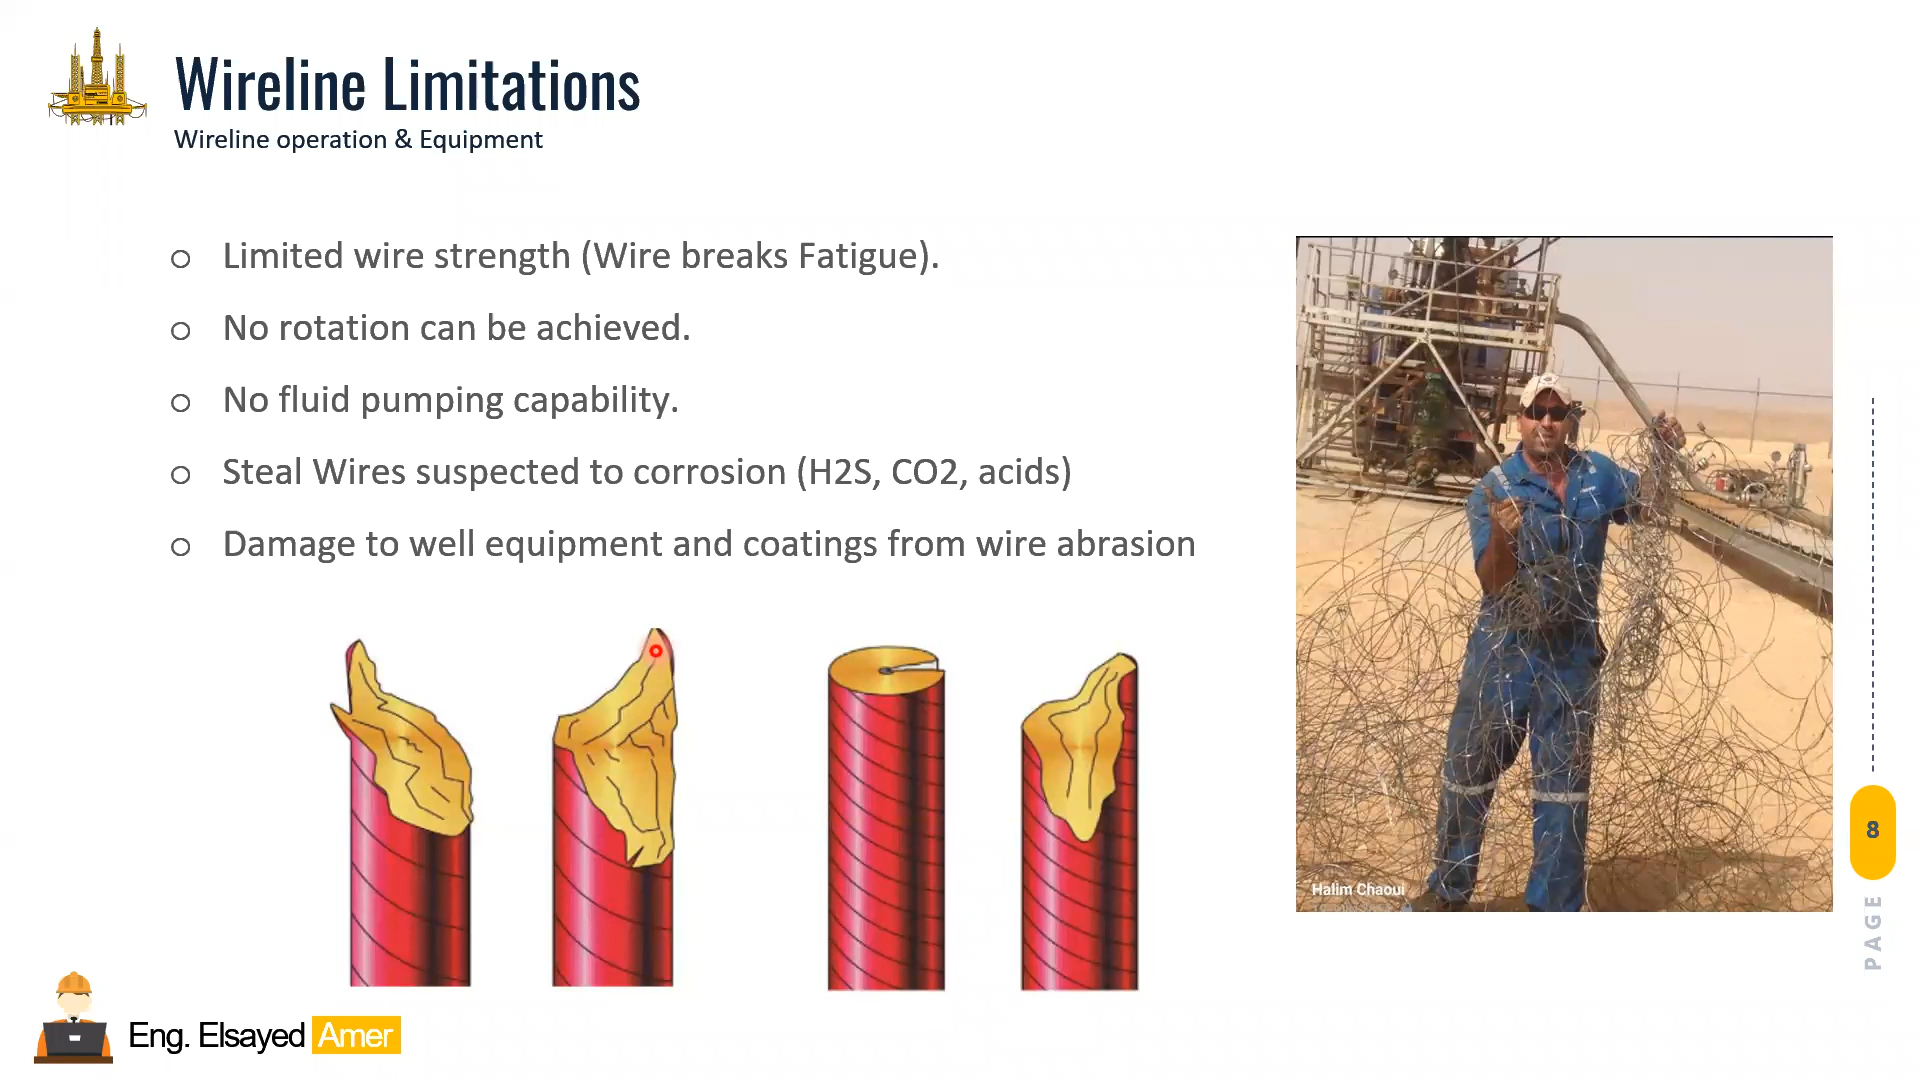 Wireline Limitations
Wireline operation & Equipment
o Limited wire strength (Wire breaks Fatigue).
o No rotation can be achieved.
o No fluid pumping capability.
o Steal Wires suspected to corrosion (H2S, CO2, acids)
o Damage to well equipment and coatings from wire abrasion
Halim Chaoui
8
PAGE
Eng. Elsayed Amer